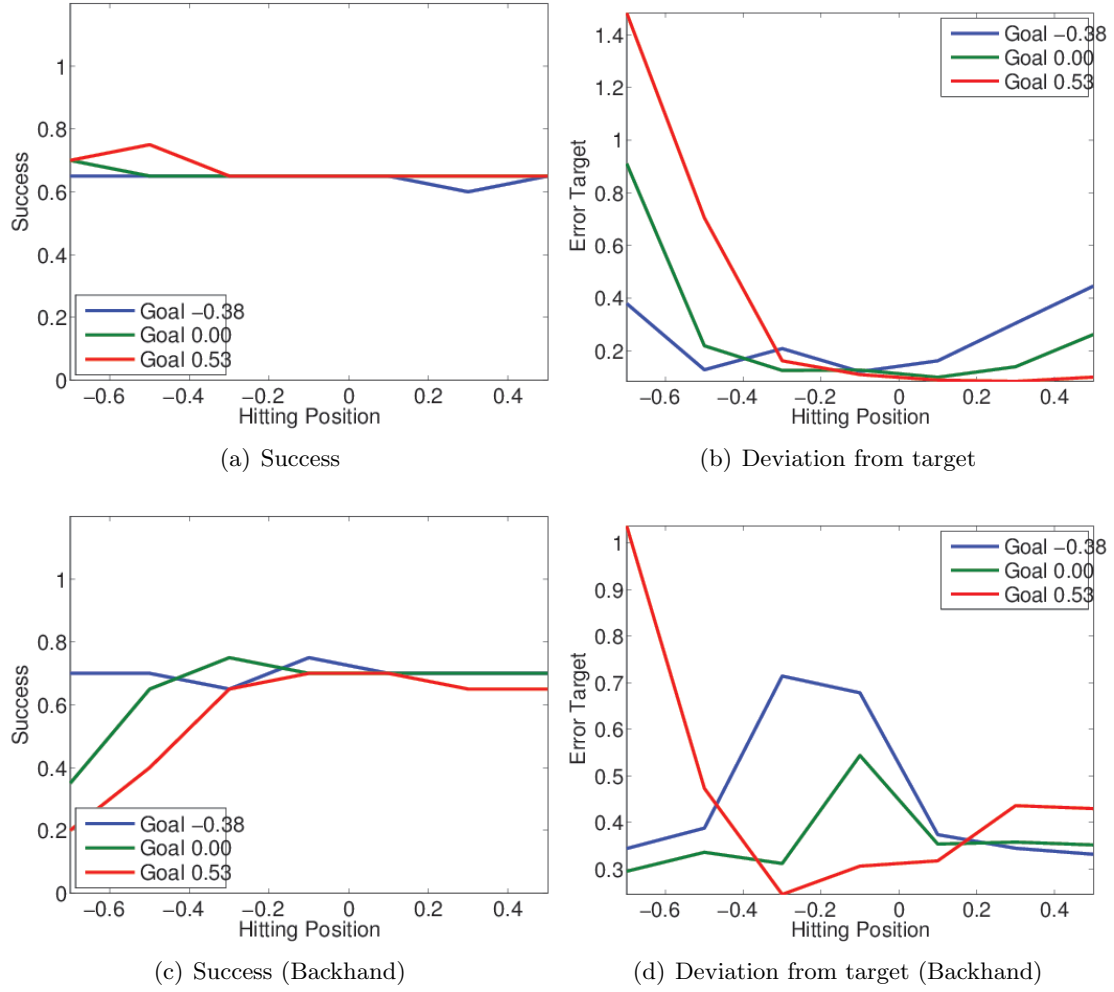 1
0.8
0.6
0.4
0.2
0
Success
Goal −0.38
Goal 0.00
Goal 0.53
−0.6 −0.4 −0.2 0 0.2 0.4
Hitting Position
(a) Success
1.4
1.2
1
0.8
0.6
0.4
0.2
Error Target
Goal −0.38
Goal 0.00
Goal 0.53
−0.6 −0.4 −0.2 0 0.2 0.4
Hitting Position
(b) Deviation from target
1
0.8
0.6
0.4
0.2
0
Success
Goal −0.38
Goal 0.00
Goal 0.53
−0.6 −0.4 −0.2 0 0.2 0.4
Hitting Position
(c) Success (Backhand)
1
0.9
0.8
0.7
0.6
0.5
0.4
0.3
Error Target
Goal −0.38
Goal 0.00
Goal 0.53
−0.6 −0.4 −0.2 0 0.2 0.4
Hitting Position
(d) Deviation from target (Backhand)